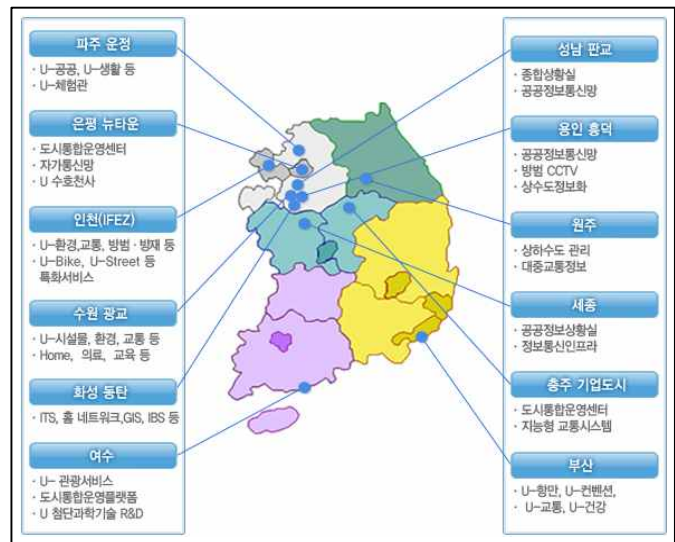 파주 운정
· U-공공, U-생활 등
· U-체험관
은평 뉴타운
· 도시통합운영센터
· 자가통신망
· U 수호천사
인천(IFEZ)
· U-환경,교통, 방범·방재 등
· U-Bike, U-Street 등
특화서비스
수원 광교
· U-시설물, 환경, 교통 등
· Home, 의료, 교육 등
화성 동탄
· ITS, 홈 네트워크,GIS, IBS 등
여수
· U- 관광서비스
· 도시통합운영플랫폼
· U 첨단과학기술 R&D
성남 판교
· 종합상황실
· 공공정보통신망
용인 흥덕
· 공공정보통신망
· 방범 CCTV
· 상수도정보화
원주
· 상하수도 관리
· 대중교통정보
세종
· 공공정보상황실
· 정보통신인프라
충주 기업도시
· 도시통합운영센터
· 지능형 교통시스템
부산
· U-항만, U-컨벤션,
· U-교통, U-건강